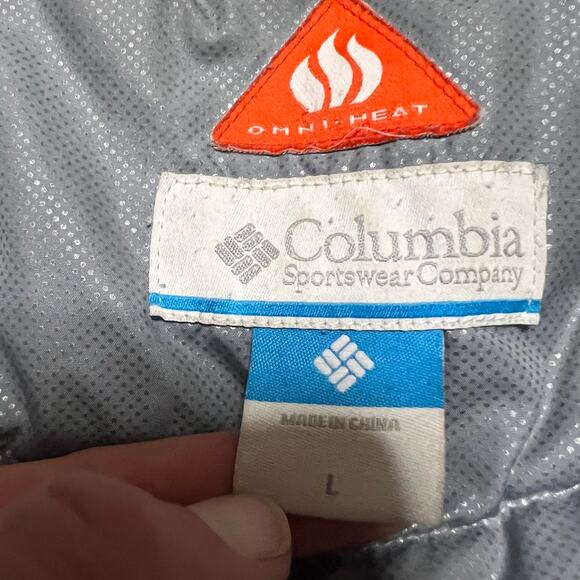 OMNI-HEAT
Columbia
Sportswear Company
MADE IN CHINA
L